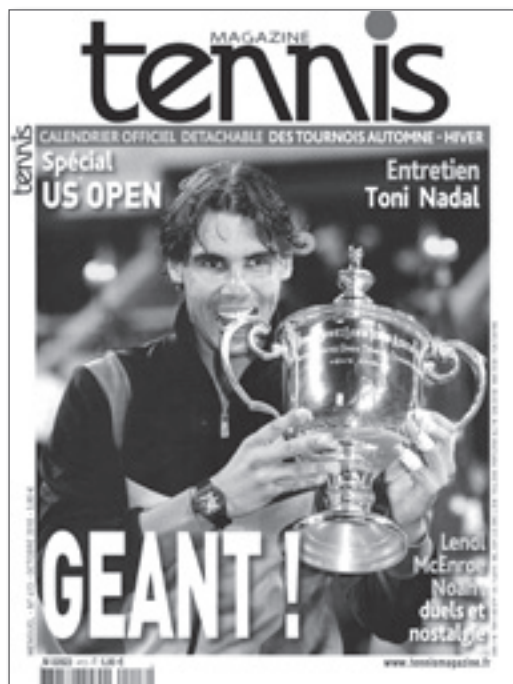 MAGAZINE
tennis
CALENDRIER OFFICIEL DETACHABLE DES TOURNOIS AUTOMNE - HIVER
tennis
Spécial
US OPEN
Entretien
Toni Nadal
GEANT !
Lendl
McEnroe
Noah :
duels et
nostalgie
www.tennismagazine.fr